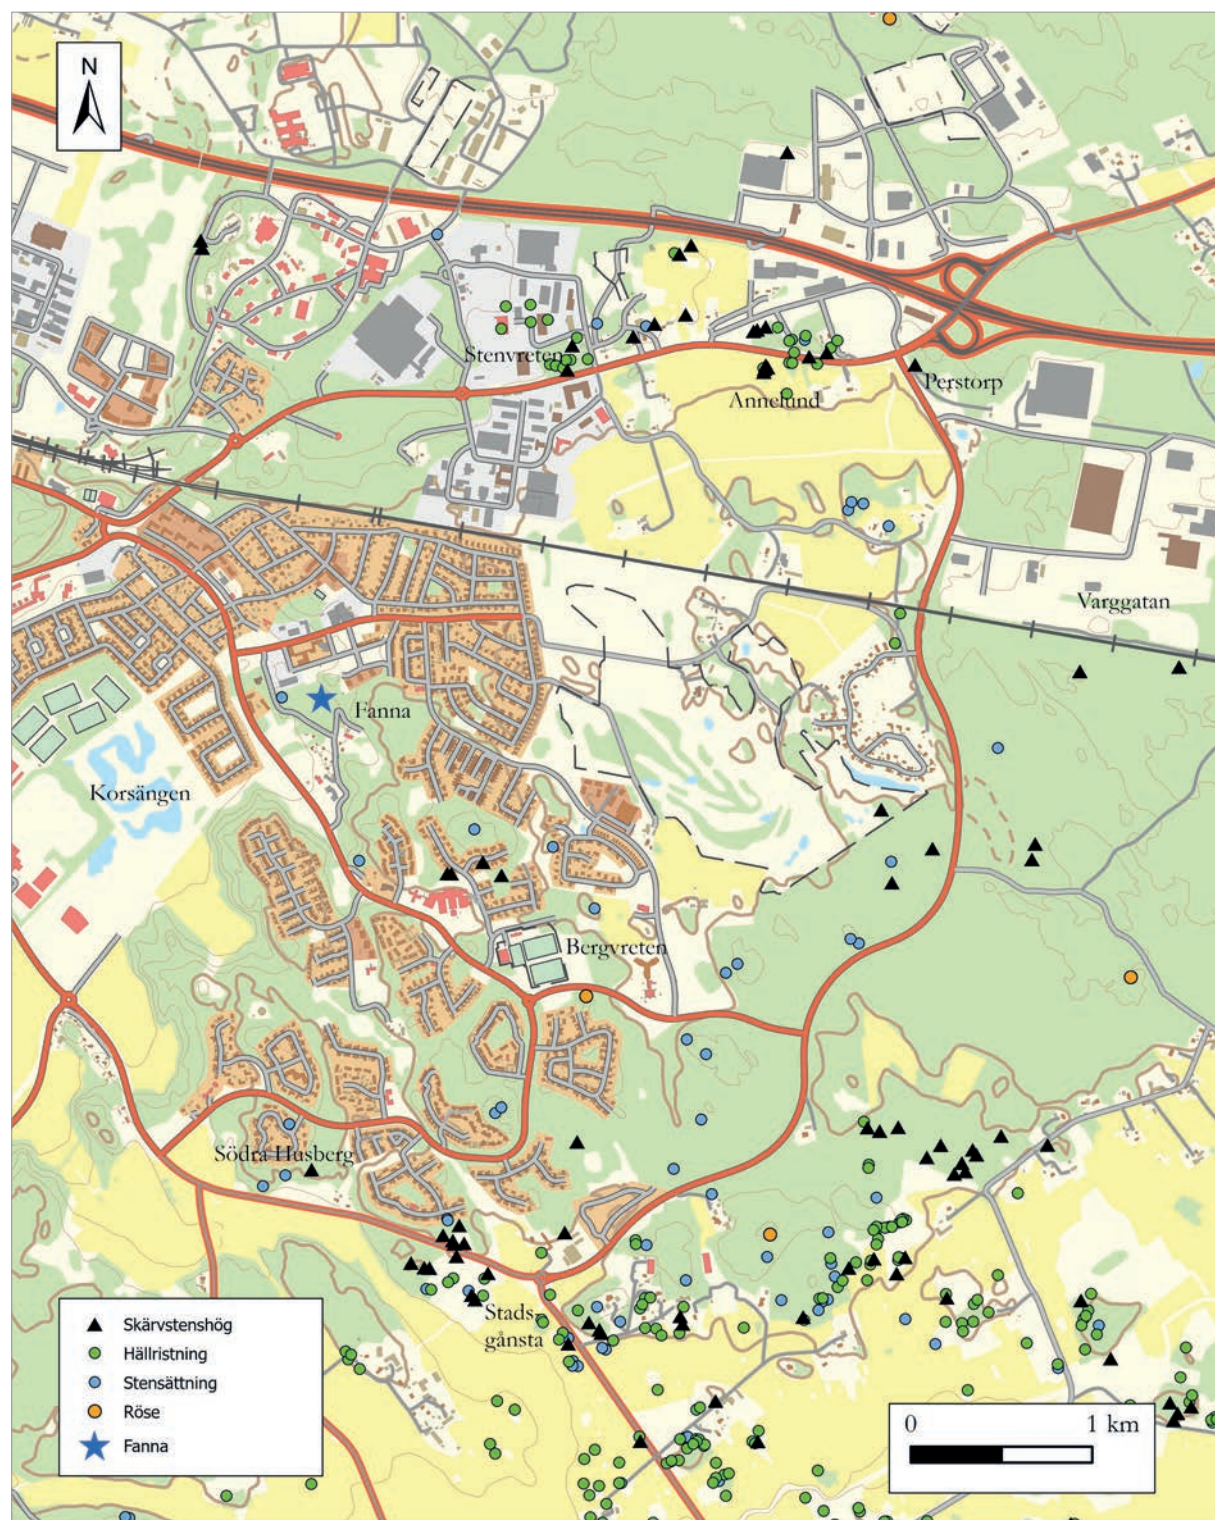 N
Stenvreten
Annelund
Perstorp
Varggatan
Fanna
Korsängen
Bergvreten
Södra Husberg
Stads-
gånsta
Skärvstenshög
Hällristning
Stensättning
Röse
Fanna
0 1 km